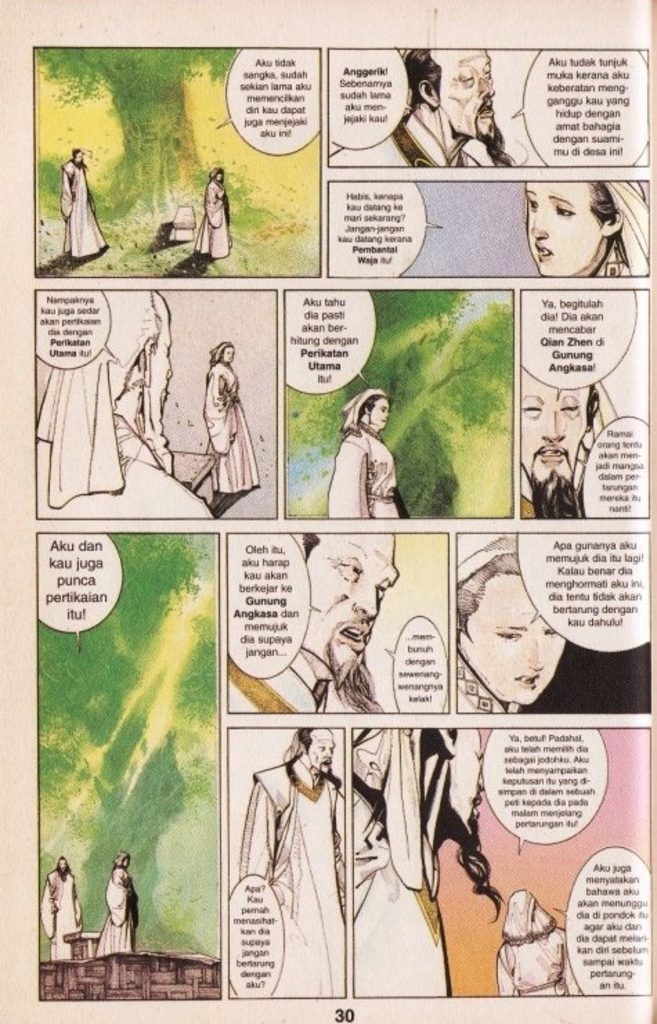 Aku tidak
sangka, sudah
sekian lama aku
memencilkan
diri kau dapat
juga menjejaki
aku ini!
Anggerik!
Sebenarnya
sudah lama
aku men-
jejaki kau!
Aku tudak tunjuk
muka kerana aku
keberatan meng-
ganggu kau yang
hidup dengan
amat bahagia
dengan suami-
mu di desa ini!
Habis, kenapa
kau datang ke
mari sekarang?
Jangan-jangan
kau datang kerana
Pembantai
Waja itu!
Nampaknya
kau juga sedar
akan pertikaian
dia dengan
Perikatan
Utama itu!
Aku tahu
dia pasti
akan ber-
hitung dengan
Perikatan
Utama
itu!
Ya, begitulah
dia! Dia akan
mencabar
Qian Zhen di
Gunung
Angkasa!
Ramai
orang tentu
akan men-
jadi mangsa
dalam per-
tarungan
mereka itu
nanti!
Aku dan
kau juga
punca
pertikaian
itu!
Oleh itu,
aku harap
kau akan
berkejar ke
Gunung
Angkasa dan
memujuk
dia supaya
jangan...
...mem-
bunuh
dengan
sewenang-
wenangnya
kelak!
Apa gunanya aku
memujuk dia itu lagi!
Kalau benar dia
menghormati aku ini,
dia tentu tidak akan
bertarung dengan
kau dahulu!
Apa?
Kau
pernah
menasihat-
kan dia
supaya
jangan
bertarung
dengan
aku?
Ya, betul! Padahal,
aku telah memilih dia
sebagai jodohku. Aku
telah menyampaikan
keputusan itu yang di-
simpan di dalam sebuah
peti kepada dia pada
malam menjelang
pertarungan itu!
Aku juga
menyatakan
bahawa aku
akan menunggu
dia di pondok itu
agar aku dan
dia dapat melari-
kan diri sebelum
sampai waktu
pertarung-
an itu.
30